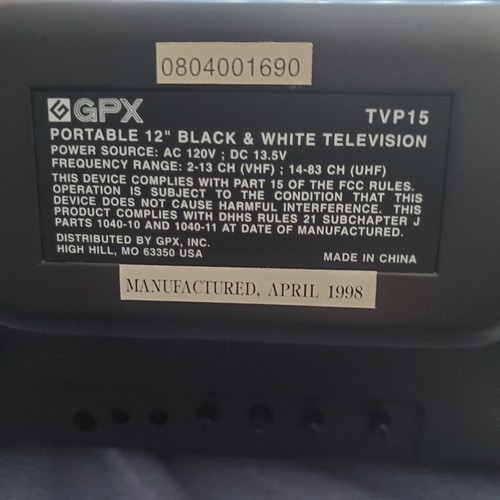 0804001690
GPX TVP15
PORTABLE 12" BLACK & WHITE TELEVISION
POWER SOURCE: AC 120V ; DC 13.5V
FREQUENCY RANGE: 2-13 CH (VHF) ; 14-83 CH (UHF)
THIS DEVICE COMPLIES WITH PART 15 OF THE FCC RULES.
OPERATION IS SUBJECT TO THE CONDITION THAT THIS
DEVICE DOES NOT CAUSE HARMFUL INTERFERENCE. THIS
PRODUCT COMPLIES WITH DHHS RULES 21 SUBCHAPTER J
PARTS 1040-10 AND 1040-11 AT DATE OF MANUFACTURED.
DISTRIBUTED BY GPX, INC.
HIGH HILL, MO 63350 USA MADE IN CHINA
MANUFACTURED, APRIL 1998